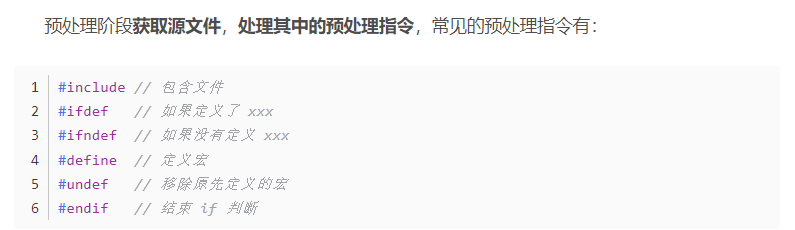 预处理阶段获取源文件，处理其中的预处理指令，常见的预处理指令有：
1 #include // 包含文件
2 #ifdef   // 如果定义了 xxx
3 #ifndef  // 如果没有定义 xxx
4 #define  // 定义宏
5 #undef   // 移除原先定义的宏
6 #endif   // 结束 if 判断